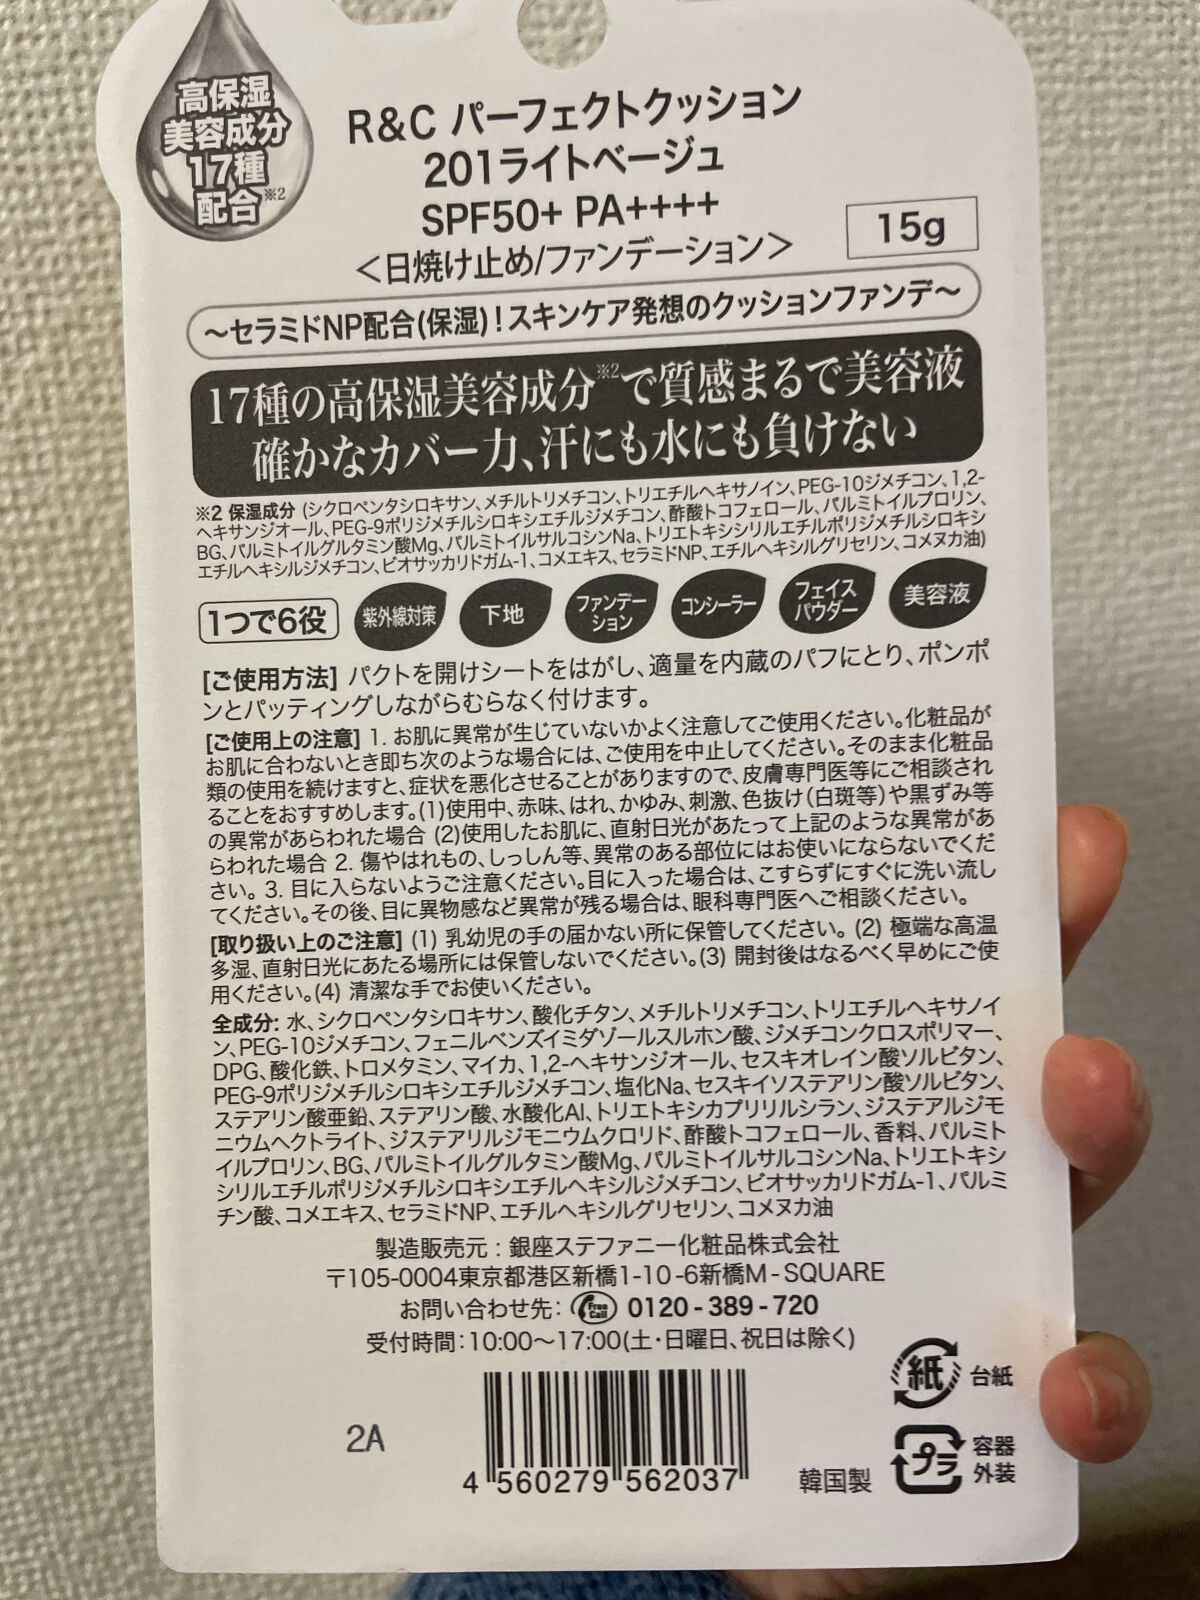 高保湿
美容成分
17種
配合※2
R&C パーフェクトクッション
201ライトベージュ
SPF50+ PA++++
<日焼け止め/ファンデーション>
15g
〜セラミドNP配合(保湿)!スキンケア発想のクッションファンデ〜
17種の高保湿美容成分※2で質感まるで美容液
確かなカバー力、汗にも水にも負けない
※2 保湿成分 (シクロペンタシロキサン、メチルトリメチコン、トリエチルヘキサノイン、PEG-10ジメチコン、1,2-
ヘキサンジオール、PEG-9ポリジメチルシロキシエチルジメチコン、酢酸トコフェロール、パルミトイルプロリン、
BG、パルミトイルグルタミン酸Mg、パルミトイルサルコシンNa、トリエトキシシリルエチルポリジメチルシロキシ
エチルヘキシルジメチコン、ビオサッカリドガム-1、コメエキス、セラミドNP、エチルヘキシルグリセリン、コメヌカ油)
1つで6役
紫外線対策
下地
ファンデー
ション
コンシーラー
フェイス
パウダー
美容液
[ご使用方法] パクトを開けシートをはがし、適量を内蔵のパフにとり、ポンポ
ンとパッティングしながらむらなく付けます。
[ご使用上の注意] 1. お肌に異常が生じていないかよく注意してご使用ください。化粧品が
お肌に合わないとき即ち次のような場合には、ご使用を中止してください。そのまま化粧品
類の使用を続けますと、症状を悪化させることがありますので、皮膚専門医等にご相談され
ることをおすすめします。(1)使用中、赤味、はれ、かゆみ、刺激、色抜け(白斑等)や黒ずみ等
の異常があらわれた場合 (2)使用したお肌に、直射日光があたって上記のような異常があ
らわれた場合 2. 傷やはれもの、しっしん等、異常のある部位にはお使いにならないでくだ
さい。 3. 目に入らないようご注意ください。目に入った場合は、こすらずにすぐに洗い流し
てください。その後、目に異物感など異常が残る場合は、眼科専門医へご相談ください。
[取り扱い上のご注意] (1) 乳幼児の手の届かない所に保管してください。 (2) 極端な高温
多湿、直射日光にあたる場所には保管しないでください。(3) 開封後はなるべく早めにご使
用ください。(4) 清潔な手でお使いください。
全成分: 水、シクロペンタシロキサン、酸化チタン、メチルトリメチコン、トリエチルヘキサノイ
ン、PEG-10ジメチコン、フェニルベンズイミダゾールスルホン酸、ジメチコンクロスポリマー、
DPG、酸化鉄、トロメタミン、マイカ、1,2-ヘキサンジオール、セスキオレイン酸ソルビタン、
PEG-9ポリジメチルシロキシエチルジメチコン、塩化Na、セスキイソステアリン酸ソルビタン、
ステアリン酸亜鉛、ステアリン酸、水酸化Al、トリエトキシカプリリルシラン、ジステアルジモ
ニウムヘクトライト、ジステアリルジモニウムクロリド、酢酸トコフェロール、香料、パルミト
イルプロリン、BG、パルミトイルグルタミン酸Mg、パルミトイルサルコシンNa、トリエトキシ
シリルエチルポリジメチルシロキシエチルヘキシルジメチコン、ビオサッカリドガム-1、パルミ
チン酸、コメエキス、セラミドNP、エチルヘキシルグリセリン、コメヌカ油
製造販売元 : 銀座ステファニー化粧品株式会社
〒105-0004東京都港区新橋1-10-6新橋M-SQUARE
お問い合わせ先: Free Call 0120-389-720
受付時間:10:00〜17:00(土・日曜日、祝日は除く)
2A
4 560279 562037
韓国製
紙 台紙
プラ 容器
外装